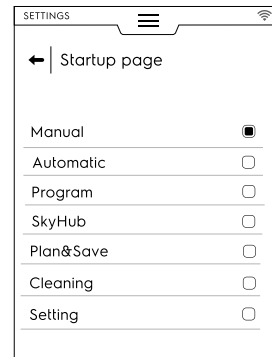 SETTINGS
Startup page
Manual
Automatic
Program
SkyHub
Plan&Save
Cleaning
Setting